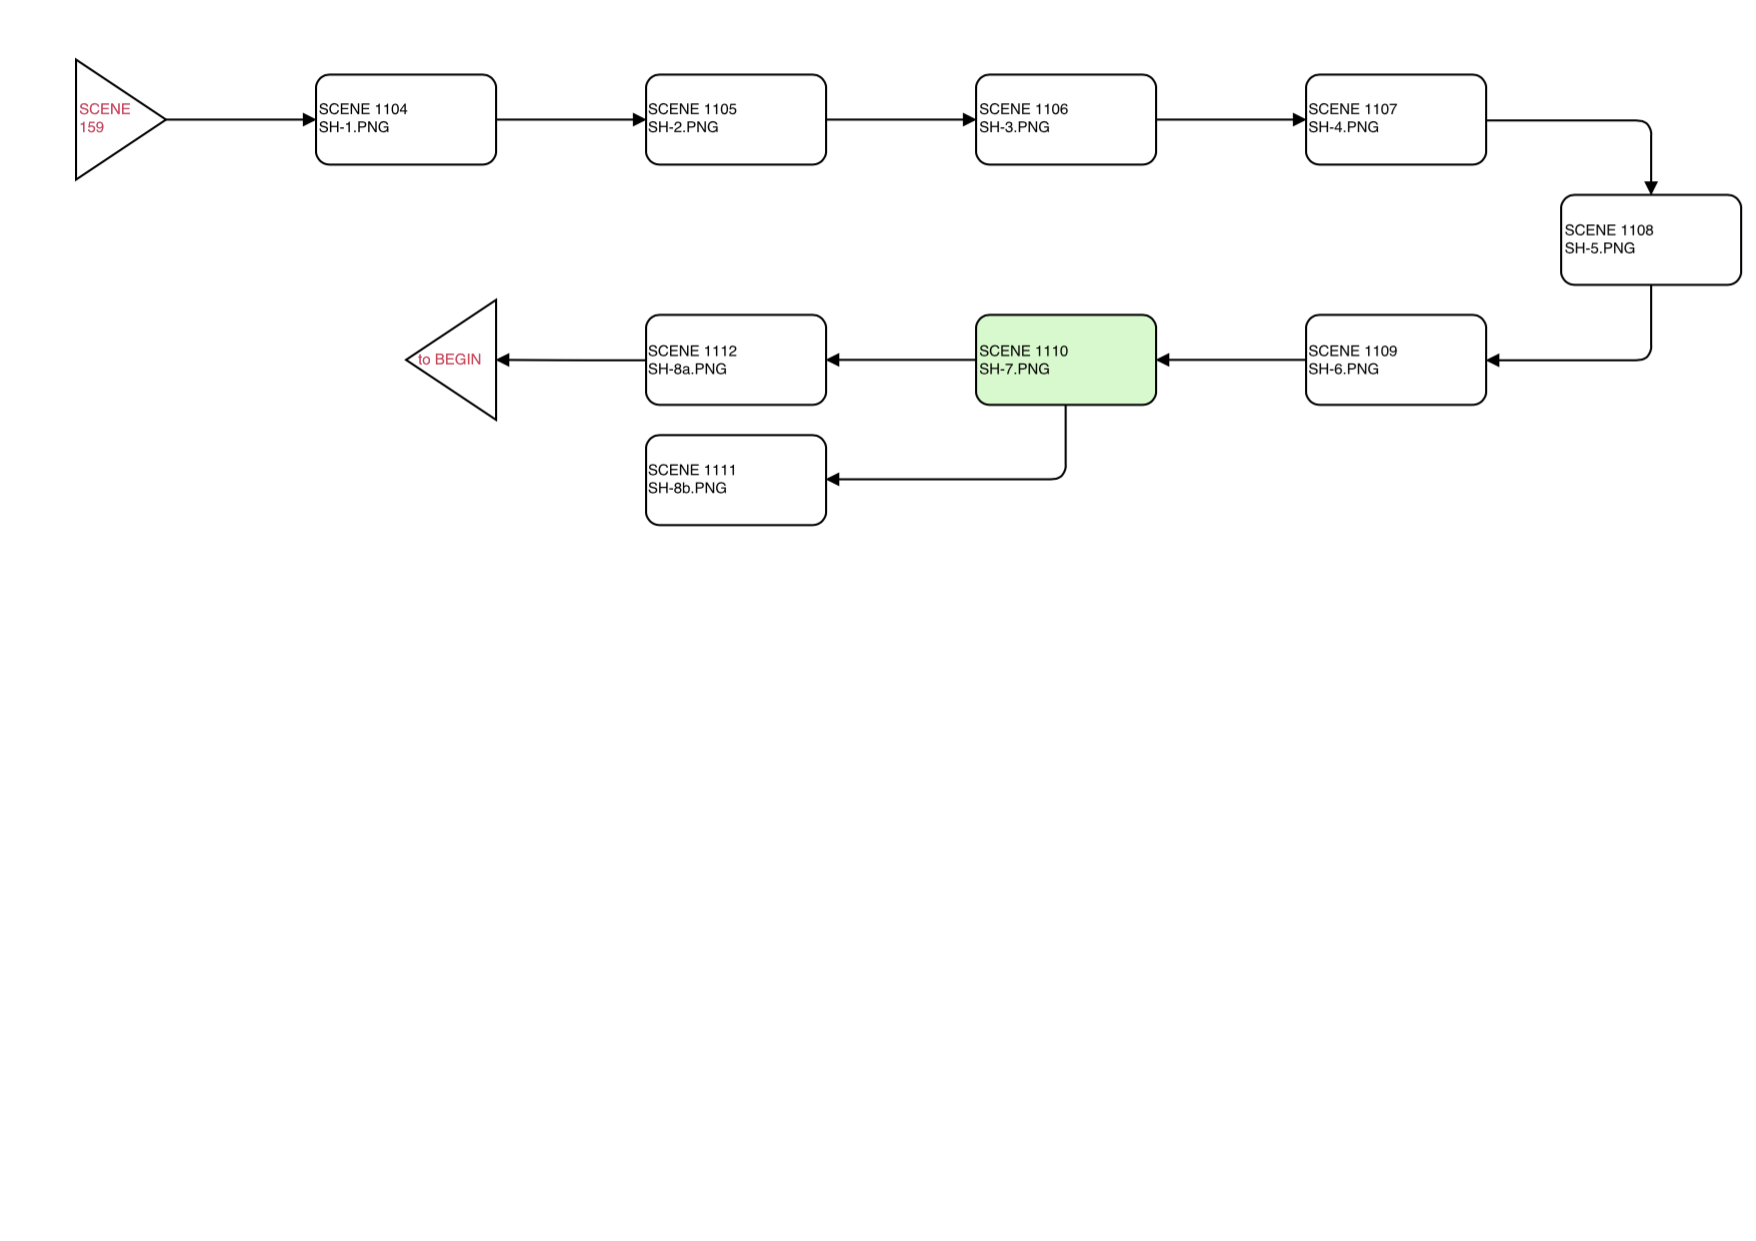 SCENE
159
SCENE 1104
SH-1.PNG
SCENE 1105
SH-2.PNG
SCENE 1106
SH-3.PNG
SCENE 1107
SH-4.PNG
SCENE 1108
SH-5.PNG
SCENE 1109
SH-6.PNG
SCENE 1110
SH-7.PNG
SCENE 1112
SH-8a.PNG
to BEGIN
SCENE 1111
SH-8b.PNG